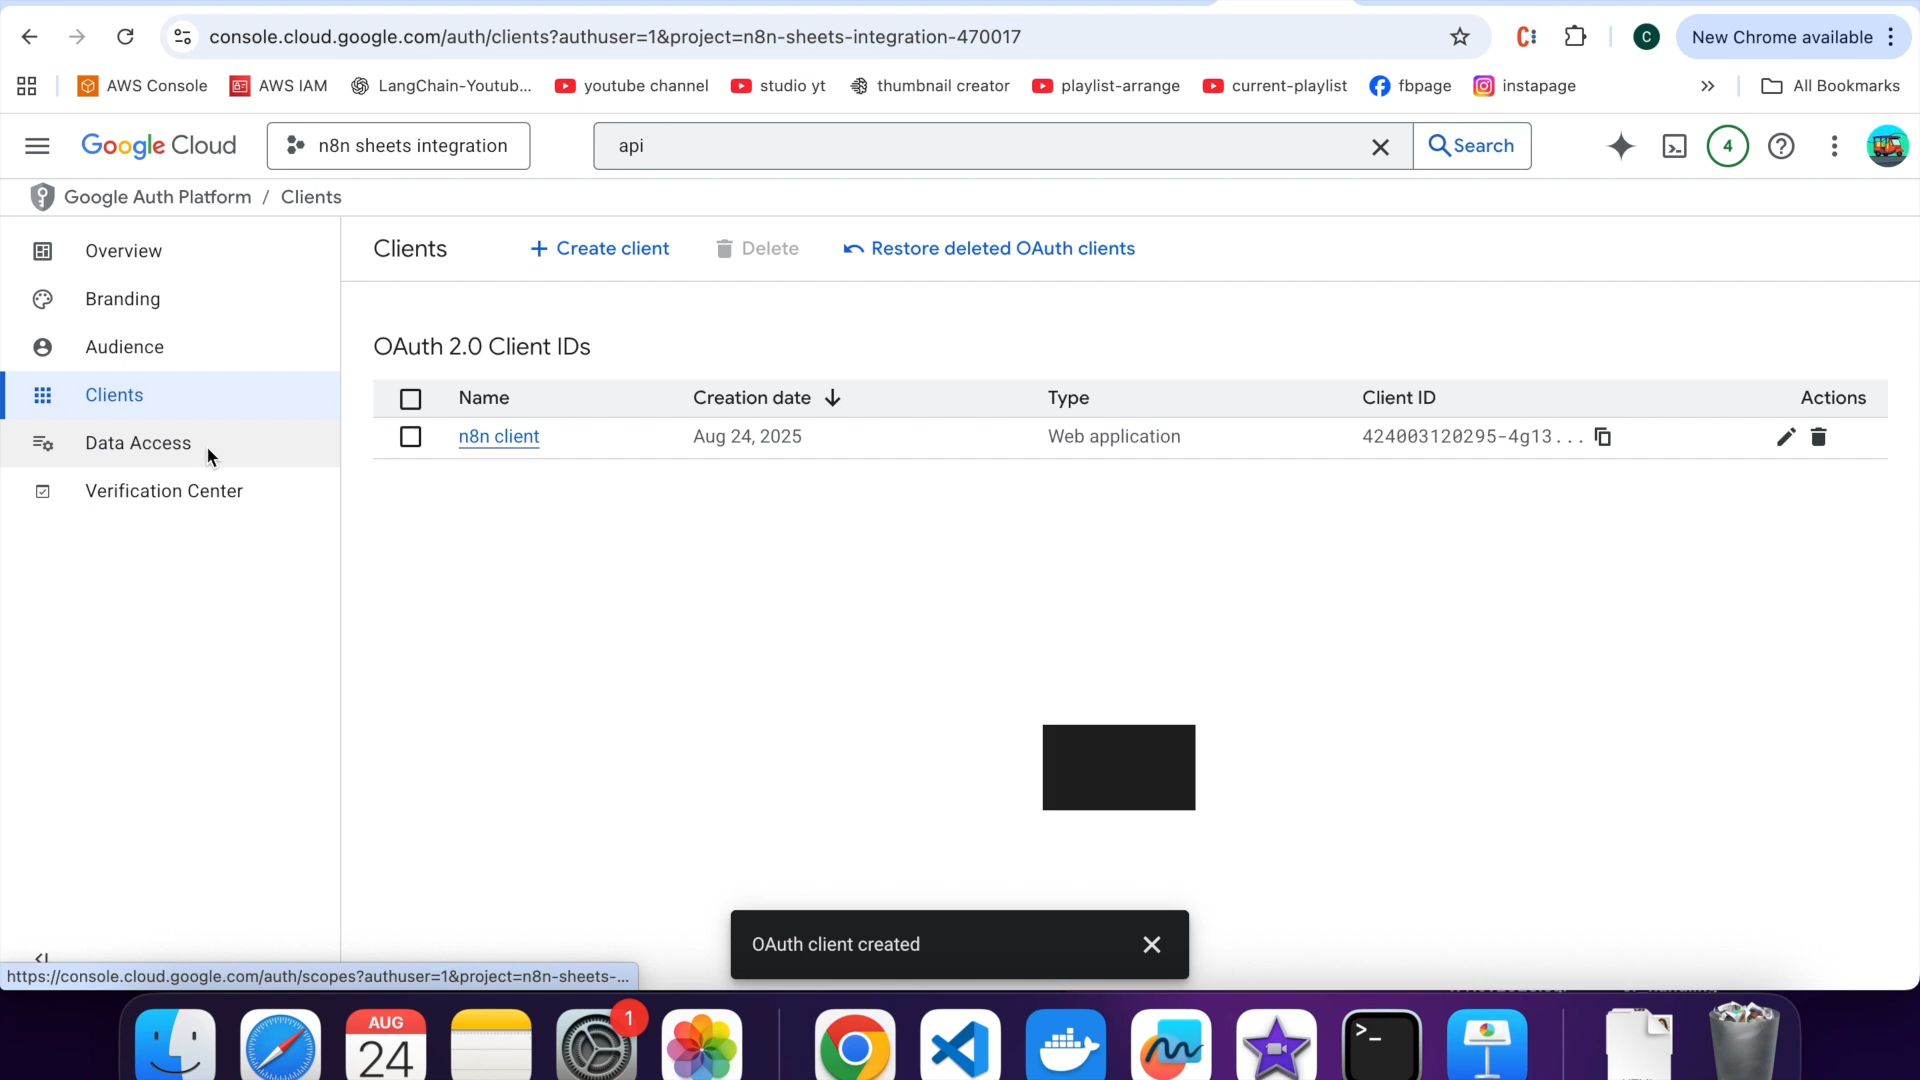 console.cloud.google.com/auth/clients?authuser=1&project=n8n-sheets-integration-470017
C
New Chrome available
AWS Console
AWS IAM
LangChain-Youtub...
youtube channel
studio yt
thumbnail creator
playlist-arrange
current-playlist
fbpage
instapage
All Bookmarks
Google Cloud
n8n sheets integration
api
Search
4
Google Auth Platform / Clients
Overview
Branding
Audience
Clients
Data Access
Verification Center
Clients
Create client
Delete
Restore deleted OAuth clients
OAuth 2.0 Client IDs
Name Creation date Type Client ID Actions
n8n client Aug 24, 2025 Web application 424003120295-4g13...
OAuth client created
https://console.cloud.google.com/auth/scopes?authuser=1&project=n8n-sheets-...
AUG
24
1